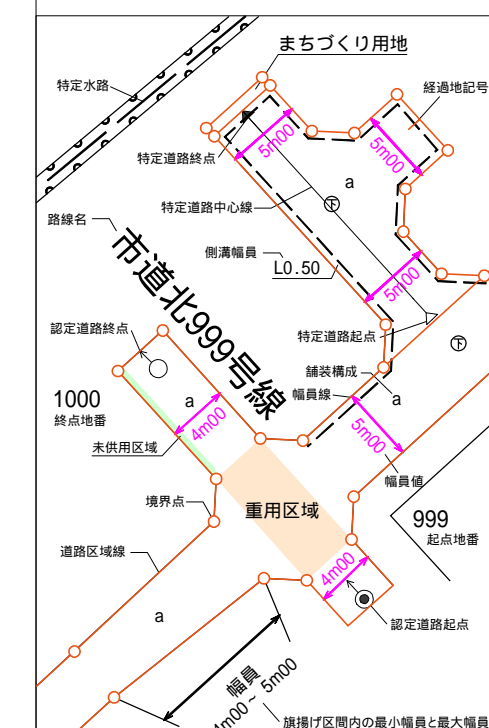 まちづくり用地
特定水路
経過地記号
5m00
5m00
特定道路終点
a
特定道路中心線
下
路線名
側溝幅員
L0.50
5m00
市道北999号線
特定道路起点
認定道路終点
下
舗装構成
1000
終点地番
a
幅員線
a
4m00
5m00
未供用区域
幅員値
境界点
重用区域
999
起点地番
道路区域線
4m00
a
認定道路起点
幅員
4m00~5m00
旗揚げ区間内の最小幅員と最大幅員